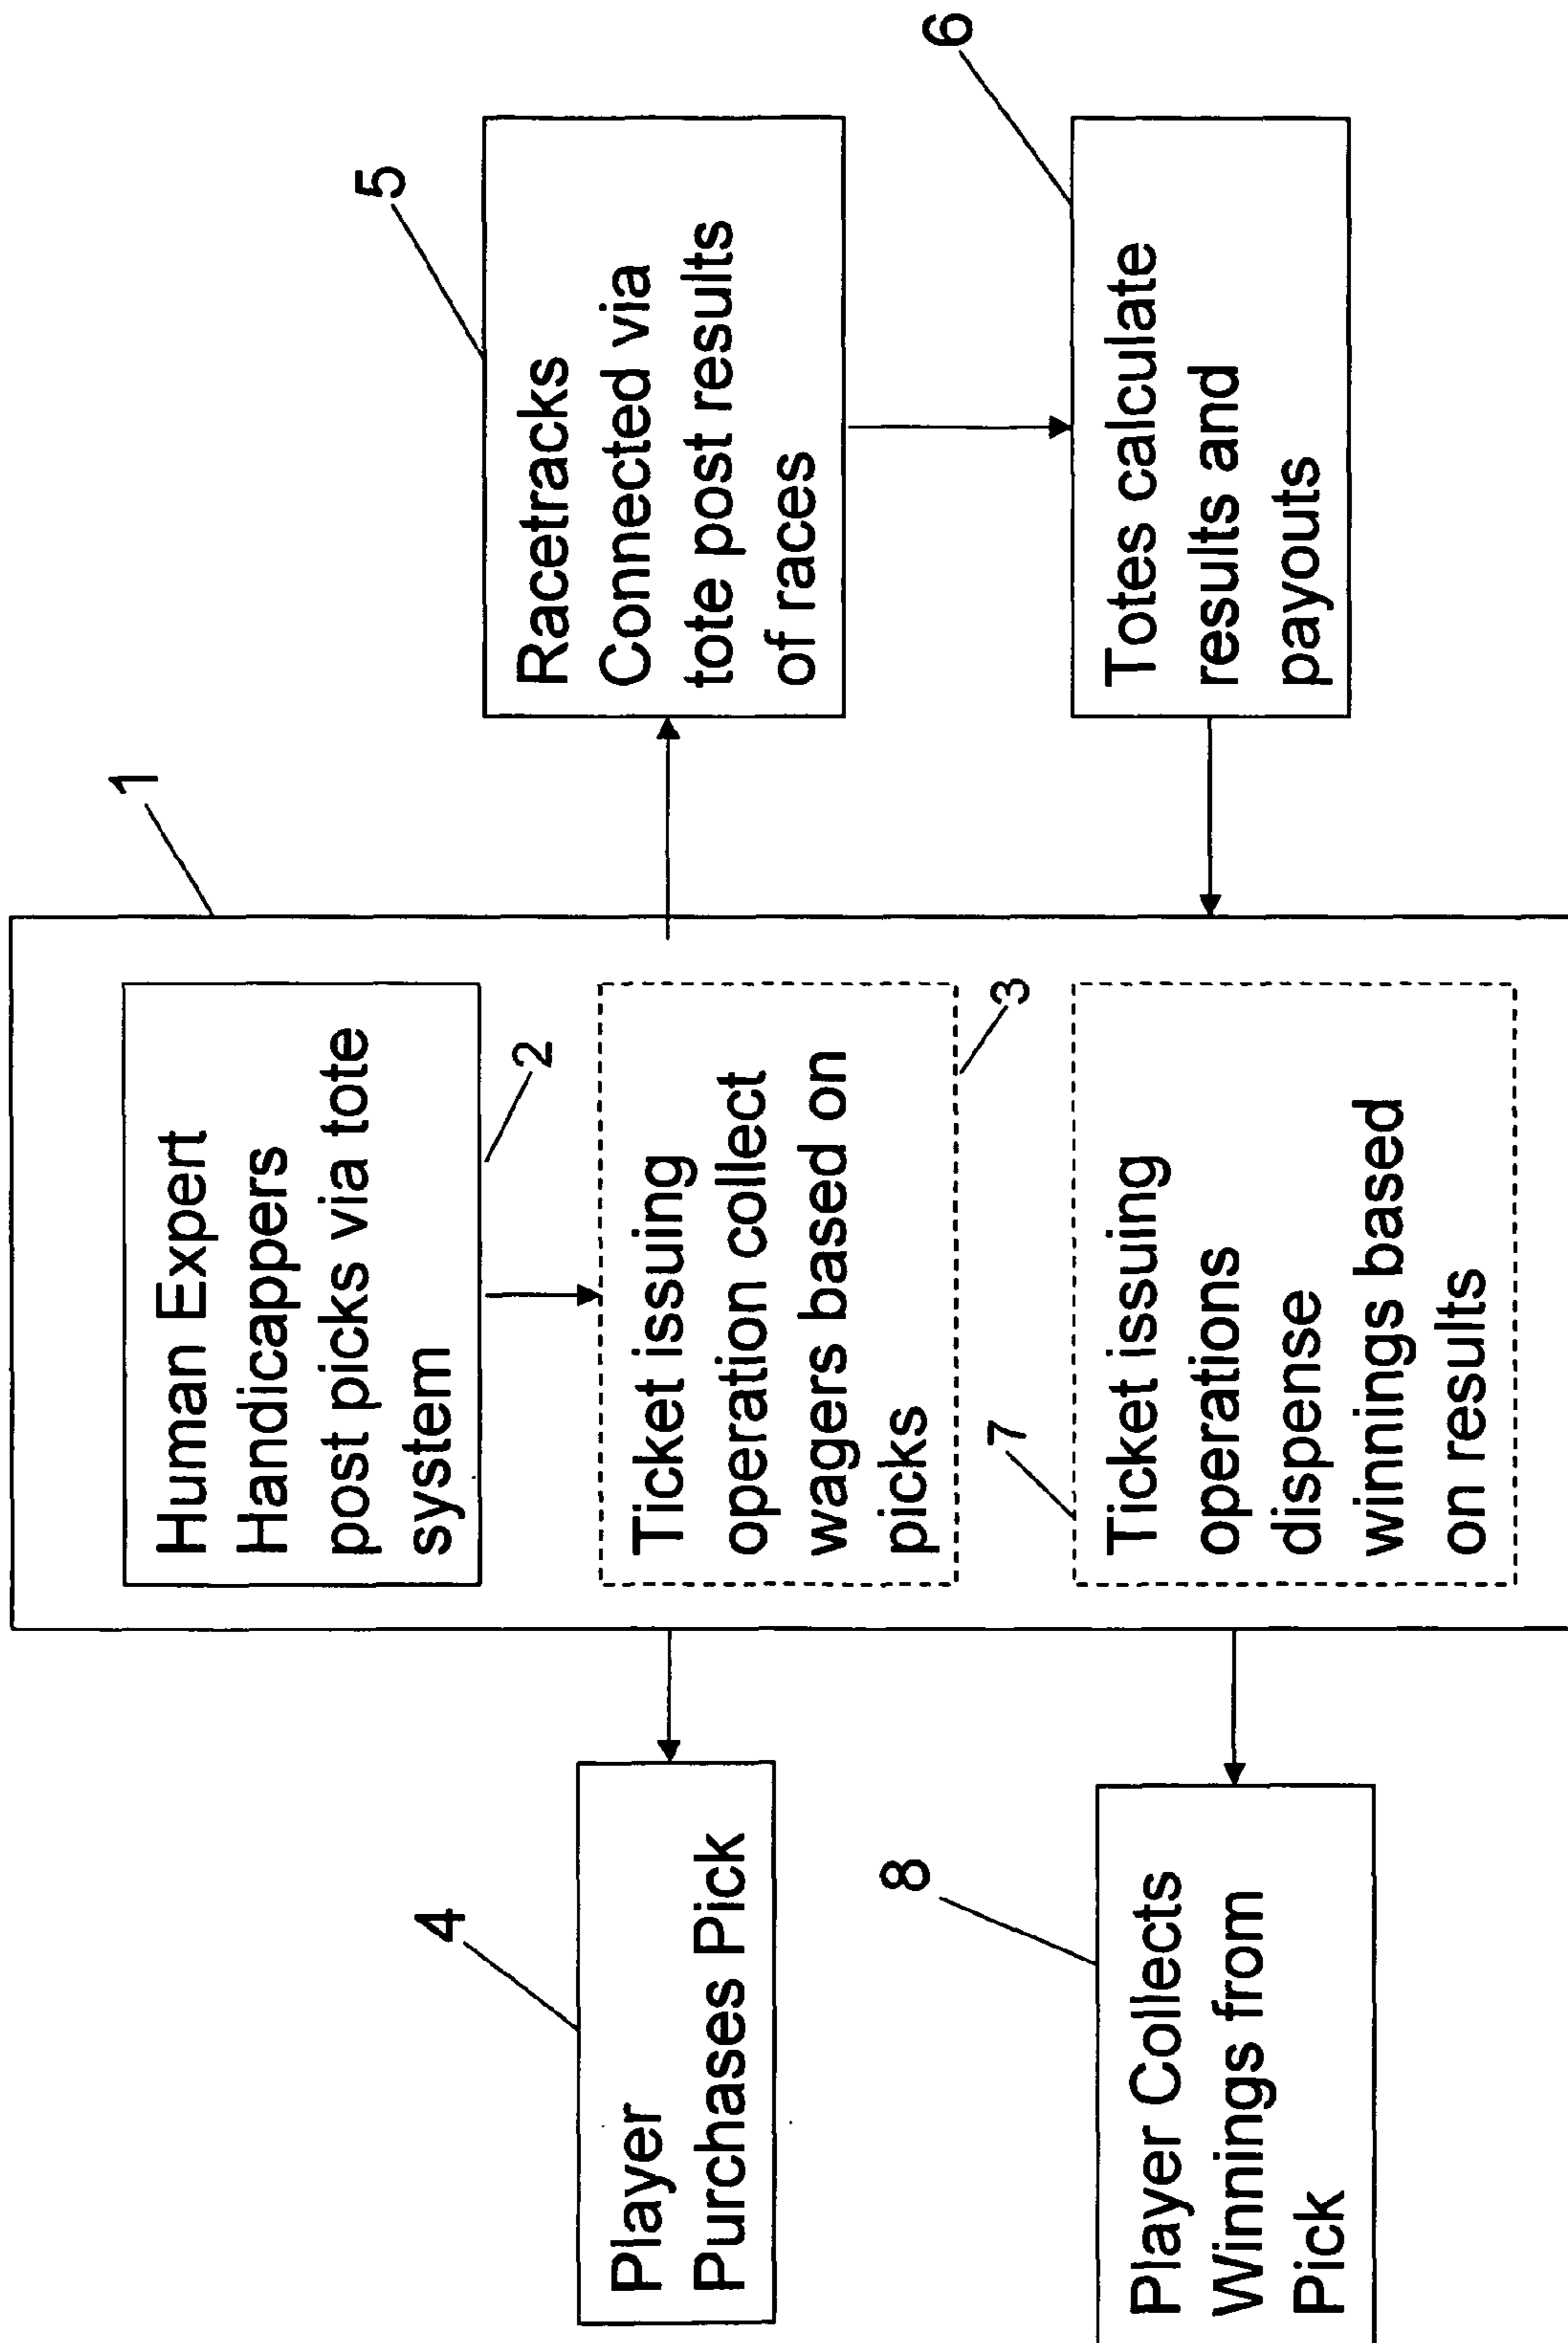 1
Human Expert
Handicappers
post picks via tote
system
2
Ticket issuing
operation collect
wagers based on
picks
3
7
Ticket issuing
operations
dispense
winnings based
on results
4
Player
Purchases Pick
8
Player Collects
Winnings from
Pick
5
Racetracks
Connected via
tote post results
of races
6
Totes calculate
results and
payouts